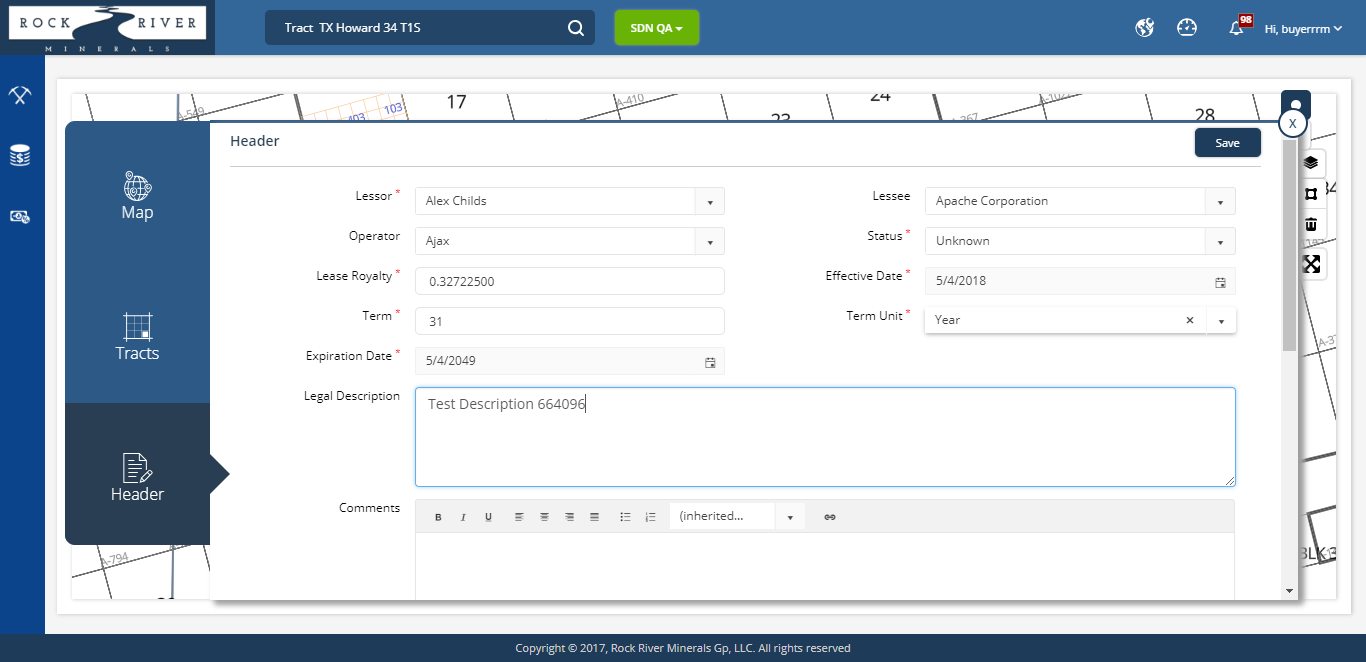 ROCK RIVER
MINERALS
Tract TX Howard 34 T1S
SDN QA
98
Hi, buyerrrm
A-549
403
103
17
A-410
23
24
A-267
28
X
Map
Tracts
Header
Header
Save
Lessor *
Alex Childs
Lessee
Apache Corporation
Operator
Ajax
Status *
Unknown
Lease Royalty *
0.32722500
Effective Date *
5/4/2018
Term *
31
Term Unit *
Year
Expiration Date *
5/4/2049
Legal Description
Test Description 664096
Comments
B I U
(inherited...
A-794
Copyright © 2017, Rock River Minerals Gp, LLC. All rights reserved